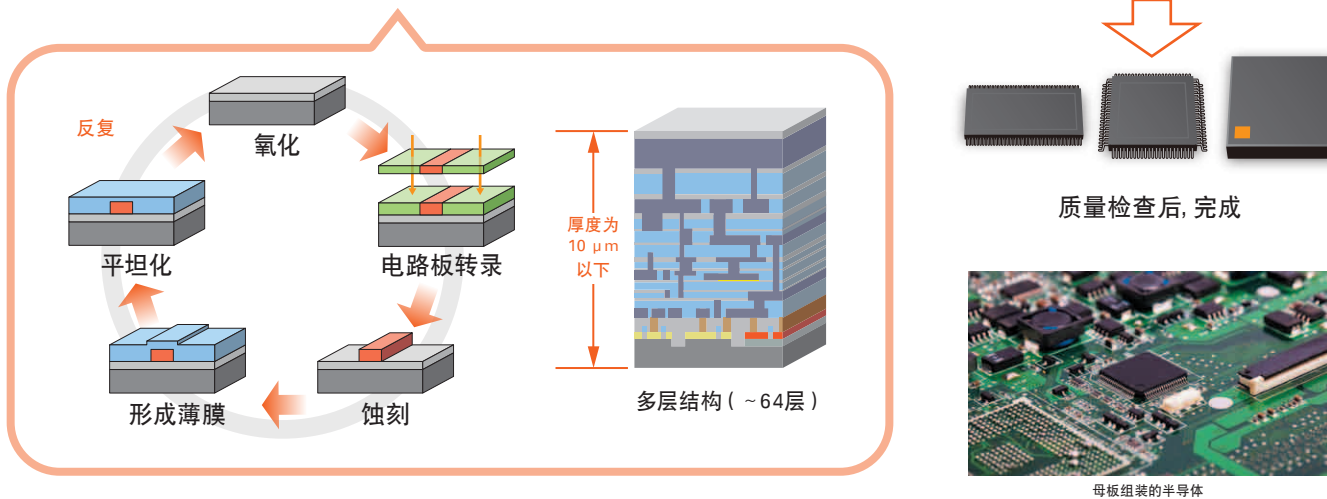 反复
氧化
平坦化
电路板转录
形成薄膜
蚀刻
厚度为
10 μm
以下
多层结构 ( ~64层 )
质量检查后, 完成
母板组装的半导体